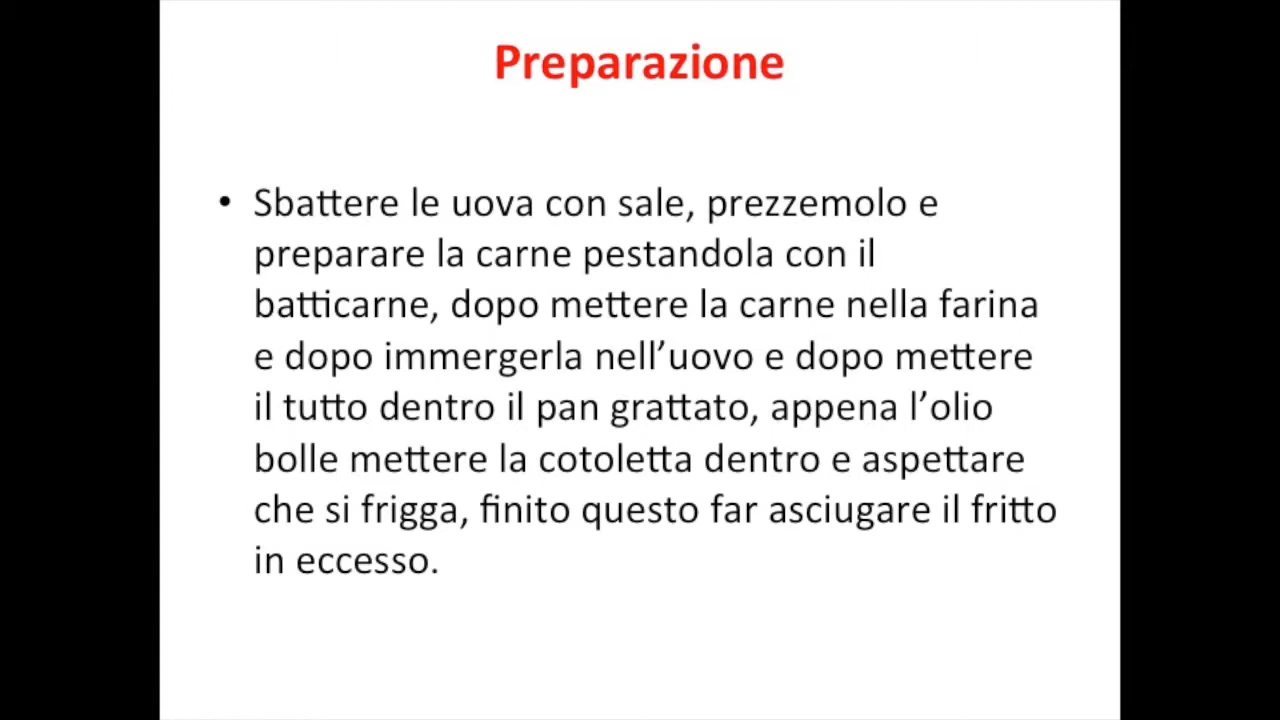 Preparazione
• Sbattere le uova con sale, prezzemolo e
preparare la carne pestandola con il
batticarne, dopo mettere la carne nella farina
e dopo immergerla nell’uovo e dopo mettere
il tutto dentro il pan grattato, appena l’olio
bolle mettere la cotoletta dentro e aspettare
che si frigga, finito questo far asciugare il fritto
in eccesso.